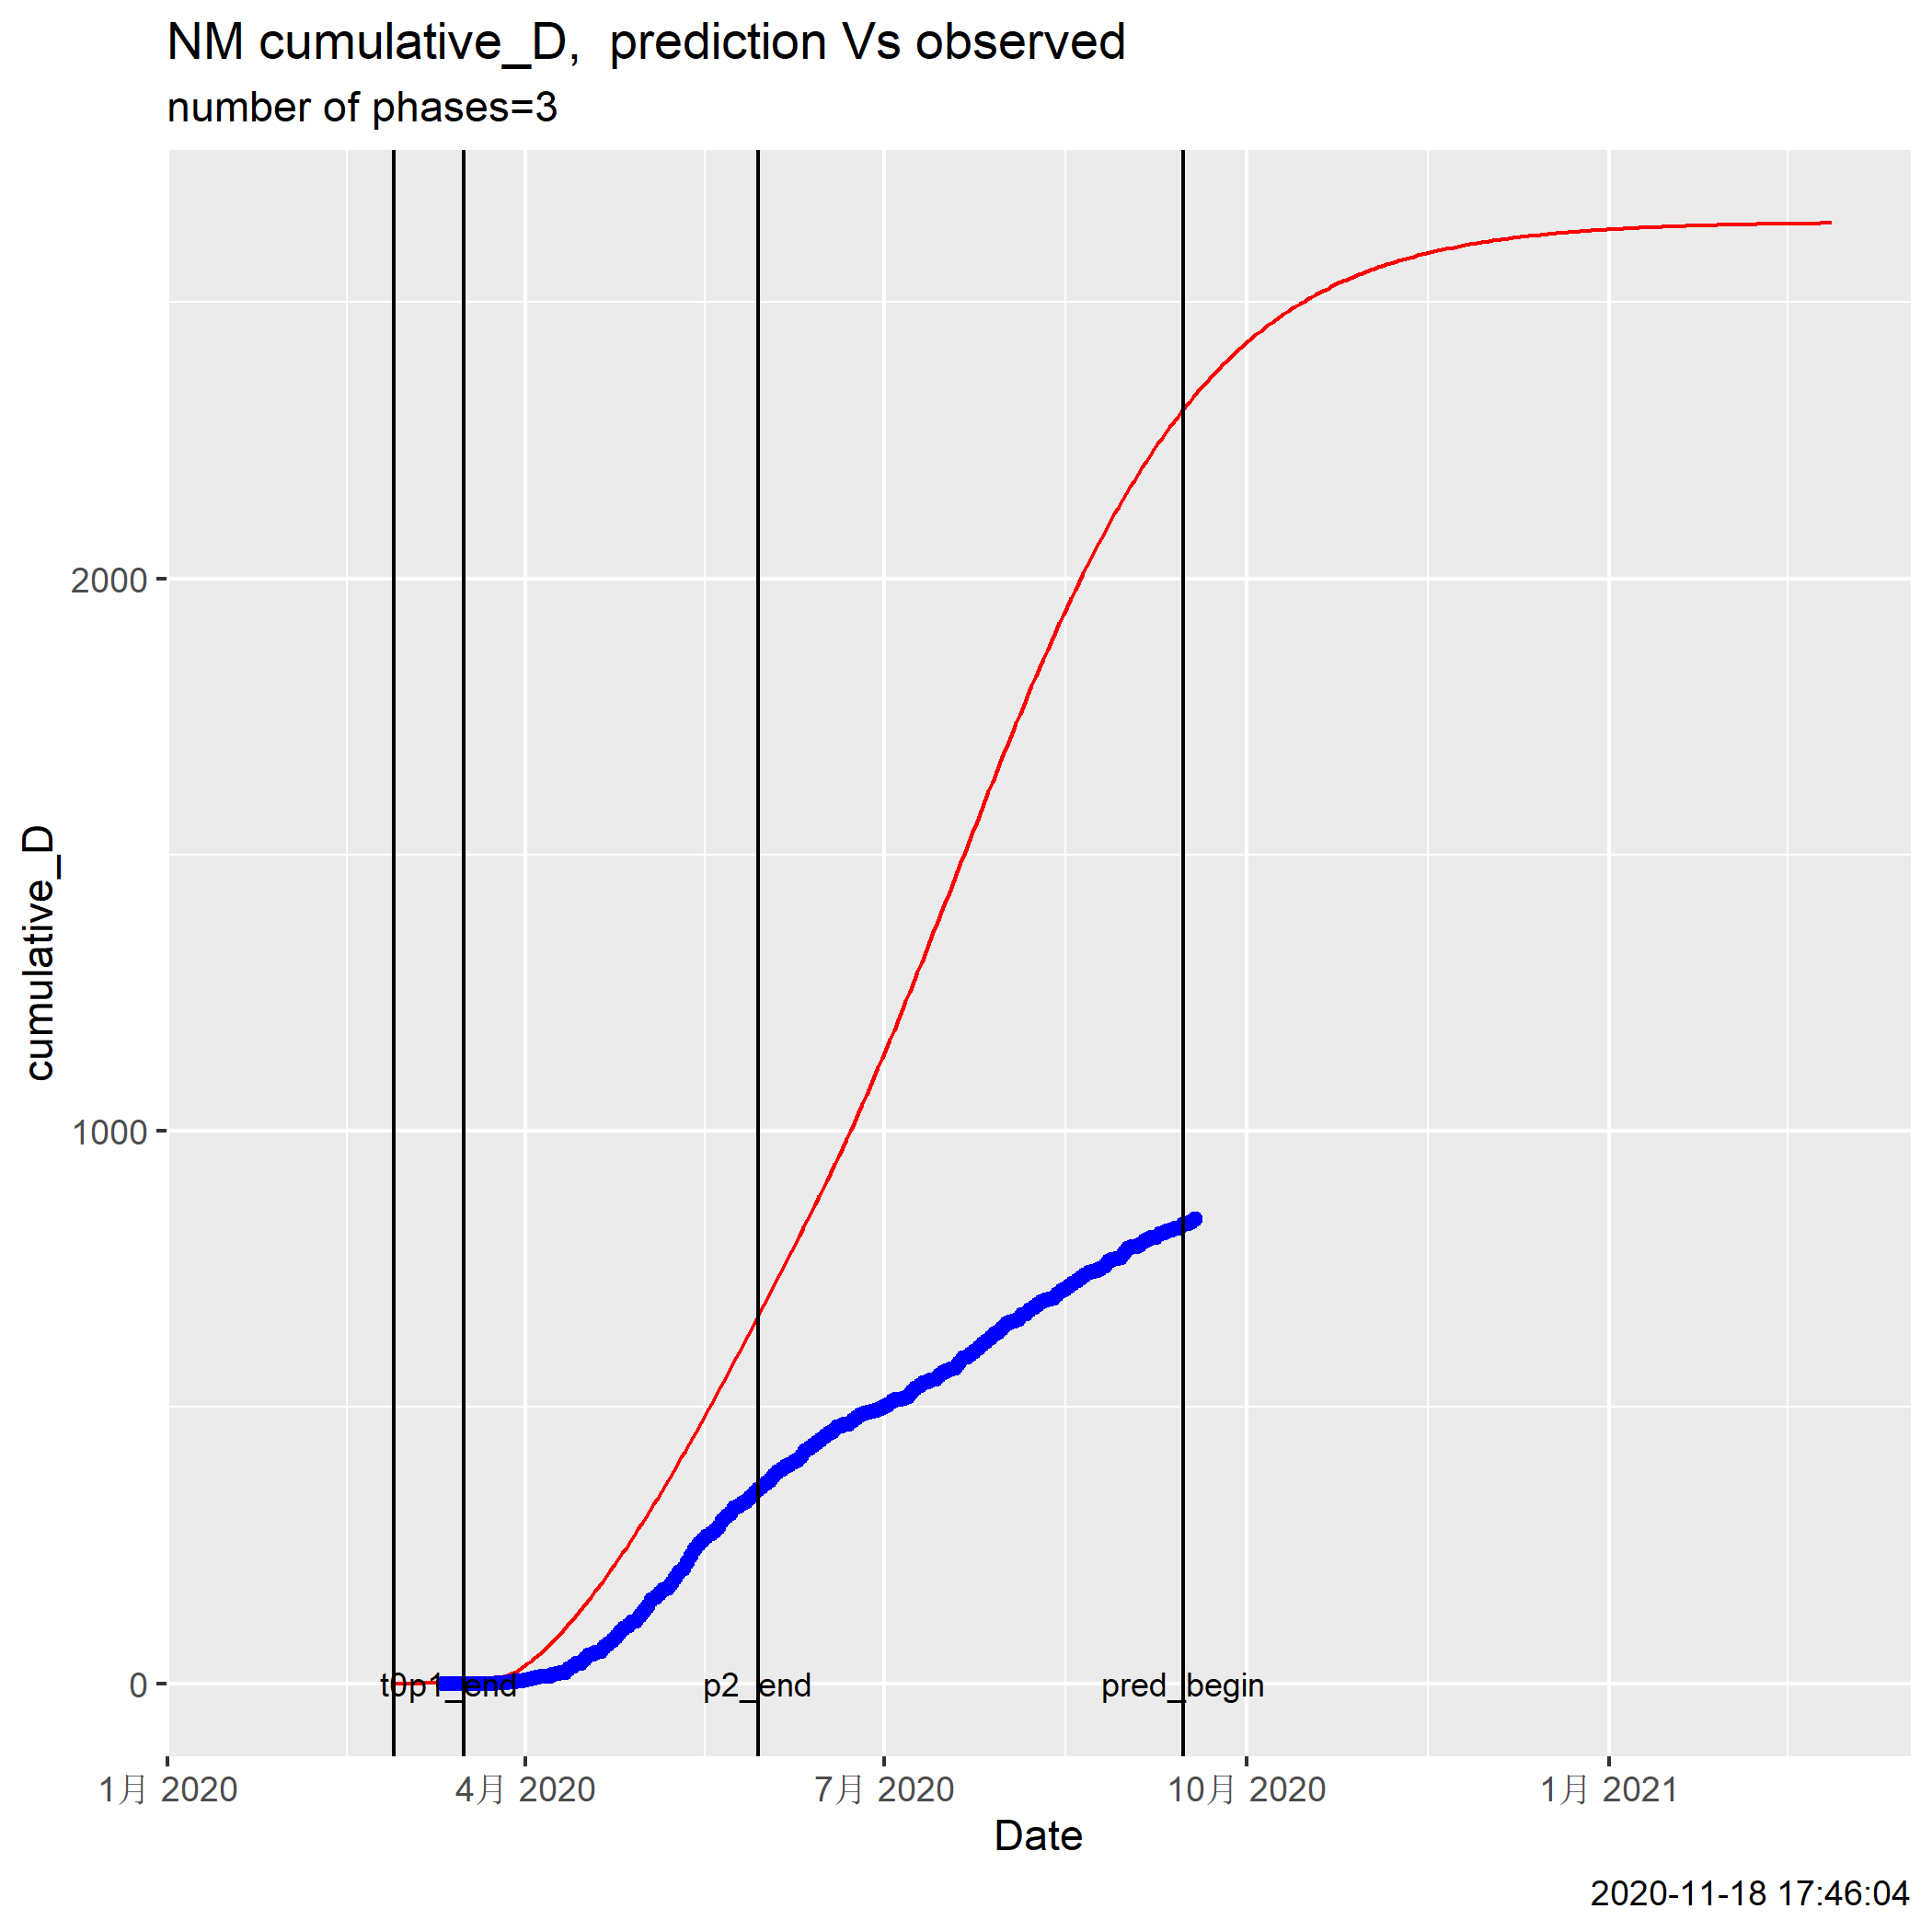 NM cumulative_D,  prediction Vs observed
number of phases=3
cumulative_D
2000
1000
0
t0p1_end
p2_end
pred_begin
1月 2020
4月 2020
7月 2020
10月 2020
1月 2021
Date
2020-11-18 17:46:04